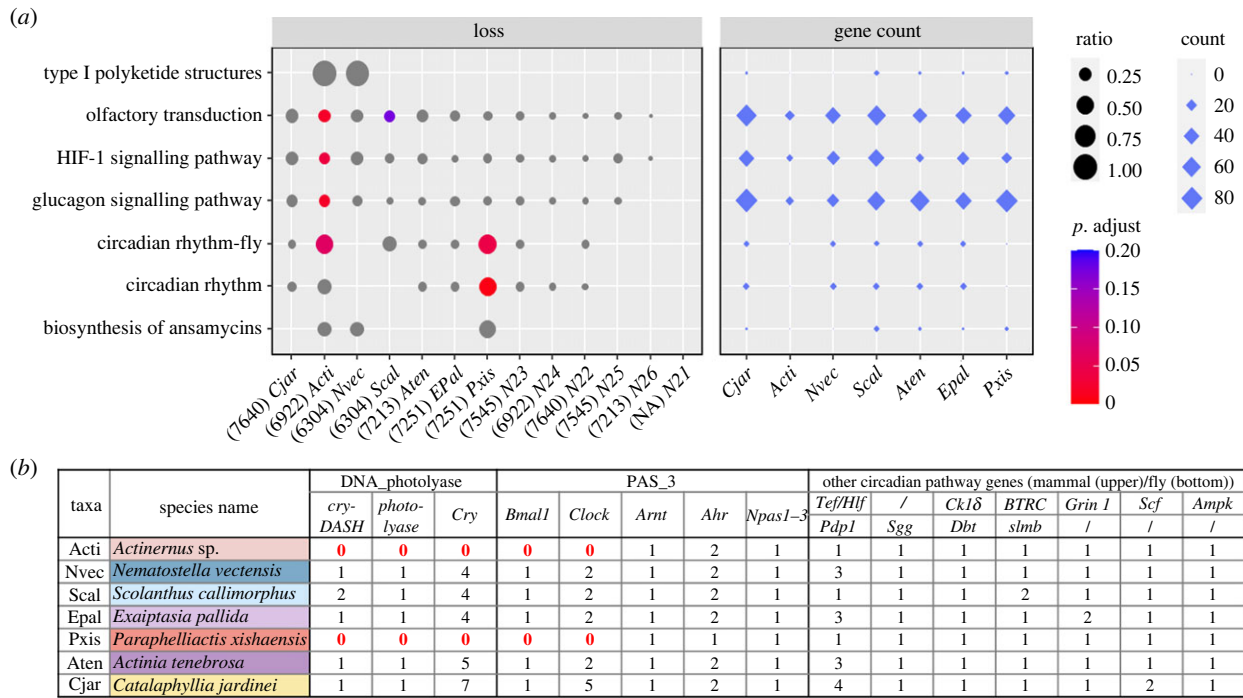 (a)
loss
gene count
ratio
count
type I polyketide structures
olfactory transduction
HIF-1 signalling pathway
glucagon signalling pathway
circadian rhythm-fly
circadian rhythm
biosynthesis of ansamycins
0.25
0.50
0.75
1.00
0
20
40
60
80
p. adjust
0.20
0.15
0.10
0.05
0
(7640) Cjar
(6922) Acti
(6304) Nvec
(6304) Scal
(7213) Aten
(7251) EPal
(7251) Pxis
(7545) N23
(6922) N24
(7640) N22
(7545) N25
(7213) N26
(NA) N21
Cjar
Acti
Nvec
Scal
Aten
Epal
Pxis
(b)
taxa species name DNA_photolyase PAS_3 other circadian pathway genes (mammal (upper)/fly (bottom))
cry-DASH photo-lyase Cry Bmal1 Clock Arnt Ahr Npas1–3 Tef/Hlf / Ck1δ BTRC Grin 1 Scf Ampk
Pdp1 Sgg Dbt slmb / / /
Acti Actinernus sp. 0 0 0 0 0 1 2 1 1 1 1 1 1 1 1
Nvec Nematostella vectensis 1 1 4 1 2 1 2 1 3 1 1 1 1 1 1
Scal Scolanthus callimorphus 2 1 4 1 2 1 2 1 1 1 1 2 1 1 1
Epal Exaiptasia pallida 1 1 4 1 2 1 2 1 3 1 1 1 2 1 1
Pxis Paraphelliactis xishaensis 0 0 0 0 0 1 1 1 1 1 1 1 1 1 1
Aten Actinia tenebrosa 1 1 5 1 2 1 2 1 3 1 1 1 1 1 1
Cjar Catalaphyllia jardinei 1 1 7 1 5 1 2 1 4 1 1 1 1 2 1